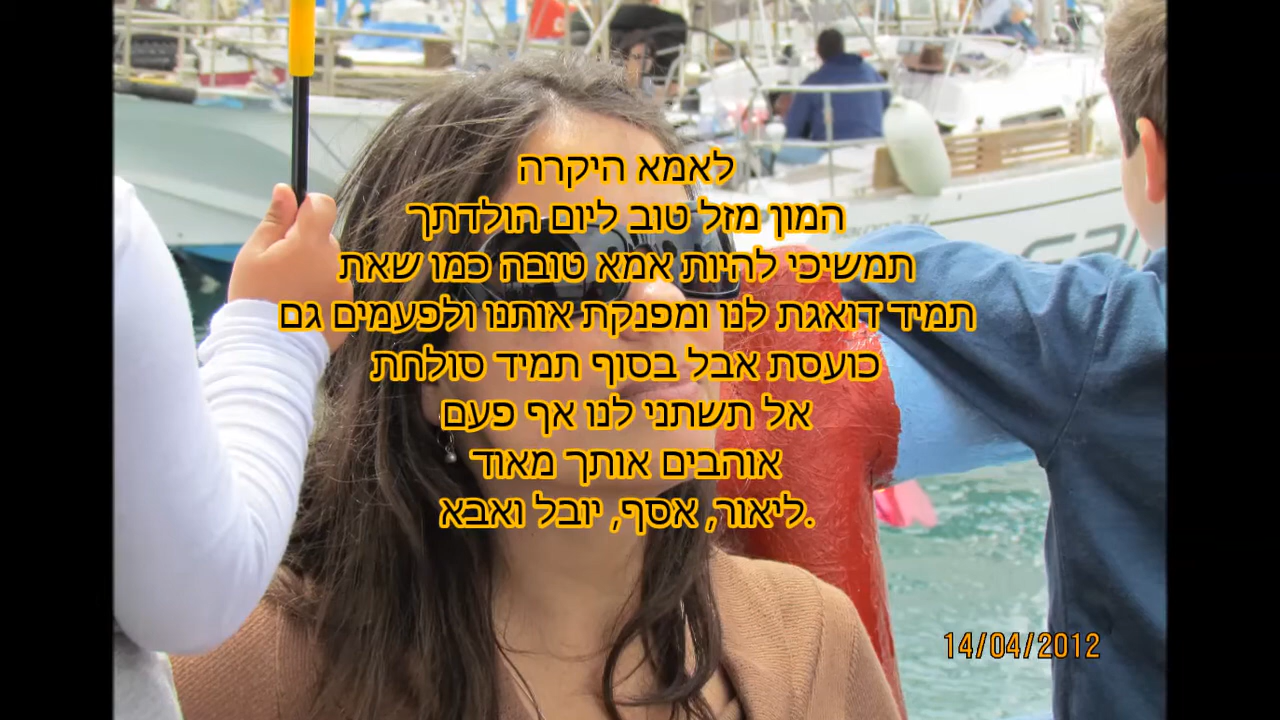 לאמא היקרה
המון מזל טוב ליום הולדתך
תמשיכי להיות אמא טובה כמו שאת
תמיד דואגת לנו ומפנקת אותנו ולפעמים גם
כועסת אבל בסוף תמיד סולחת
אל תשתני לנו אף פעם
אוהבים אותך מאוד
ליאור, אסף, יובל ואבא.
14/04/2012